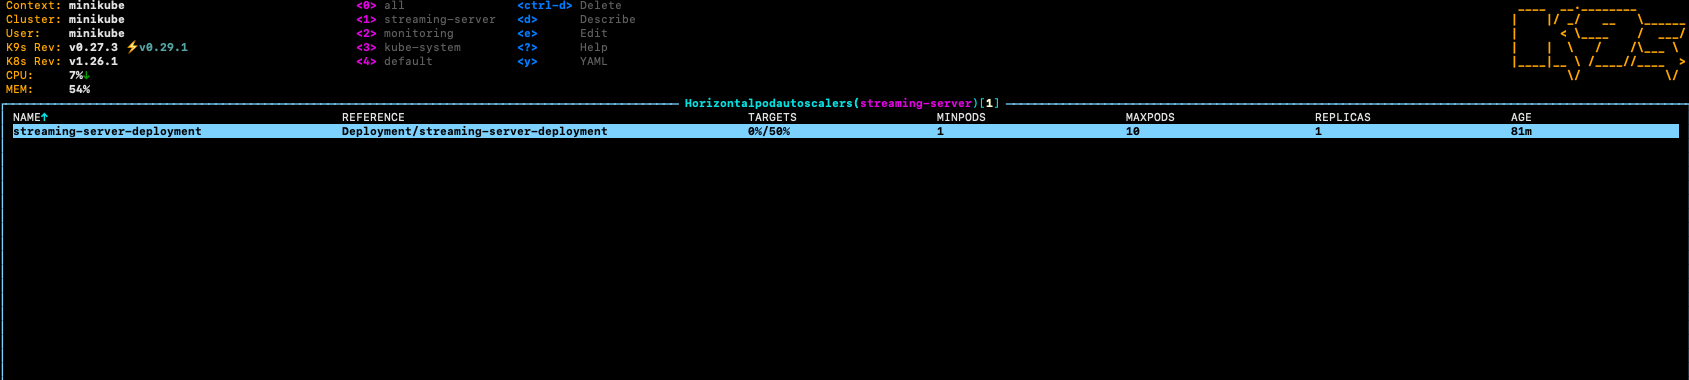 Context: minikube <0> all <ctrl-d> Delete
Cluster: minikube <1> streaming-server <d> Describe
User: minikube <2> monitoring <e> Edit
K9s Rev: v0.27.3 ⚡v0.29.1 <3> kube-system <?> Help
K8s Rev: v1.26.1 <4> default <y> YAML
CPU: 7%↓
MEM: 54%
Horizontalpodautoscalers(streaming-server)[1]
NAME↑ REFERENCE TARGETS MINPODS MAXPODS REPLICAS AGE
streaming-server-deployment Deployment/streaming-server-deployment 0%/50% 1 10 1 81m